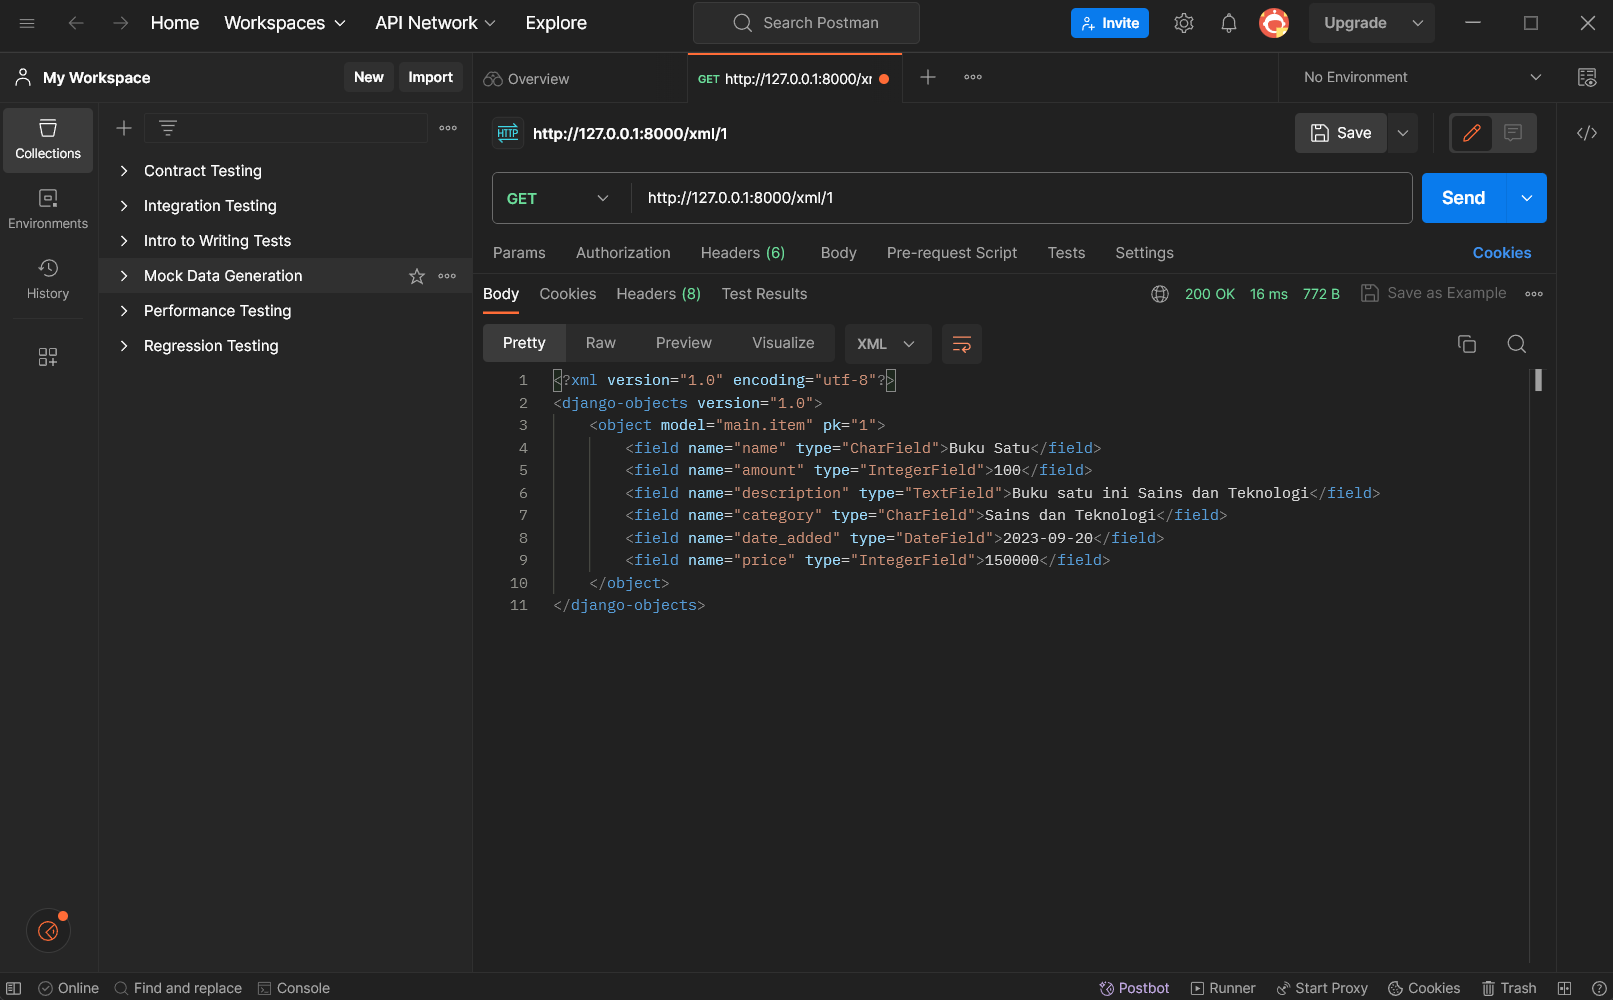 Home Workspaces API Network Explore Search Postman Invite Upgrade
My Workspace New Import Overview GET http://127.0.0.1:8000/xr No Environment
Collections
Environments
History
Contract Testing
Integration Testing
Intro to Writing Tests
Mock Data Generation
Performance Testing
Regression Testing
HTTP http://127.0.0.1:8000/xml/1 Save
GET http://127.0.0.1:8000/xml/1 Send
Params Authorization Headers (6) Body Pre-request Script Tests Settings Cookies
Body Cookies Headers (8) Test Results 200 OK 16 ms 772 B Save as Example
Pretty Raw Preview Visualize XML
1 <?xml version="1.0" encoding="utf-8"?>
2 <django-objects version="1.0">
3 <object model="main.item" pk="1">
4 <field name="name" type="CharField">Buku Satu</field>
5 <field name="amount" type="IntegerField">100</field>
6 <field name="description" type="TextField">Buku satu ini Sains dan Teknologi</field>
7 <field name="category" type="CharField">Sains dan Teknologi</field>
8 <field name="date_added" type="DateField">2023-09-20</field>
9 <field name="price" type="IntegerField">150000</field>
10 </object>
11 </django-objects>
Online Find and replace Console Postbot Runner Start Proxy Cookies Trash